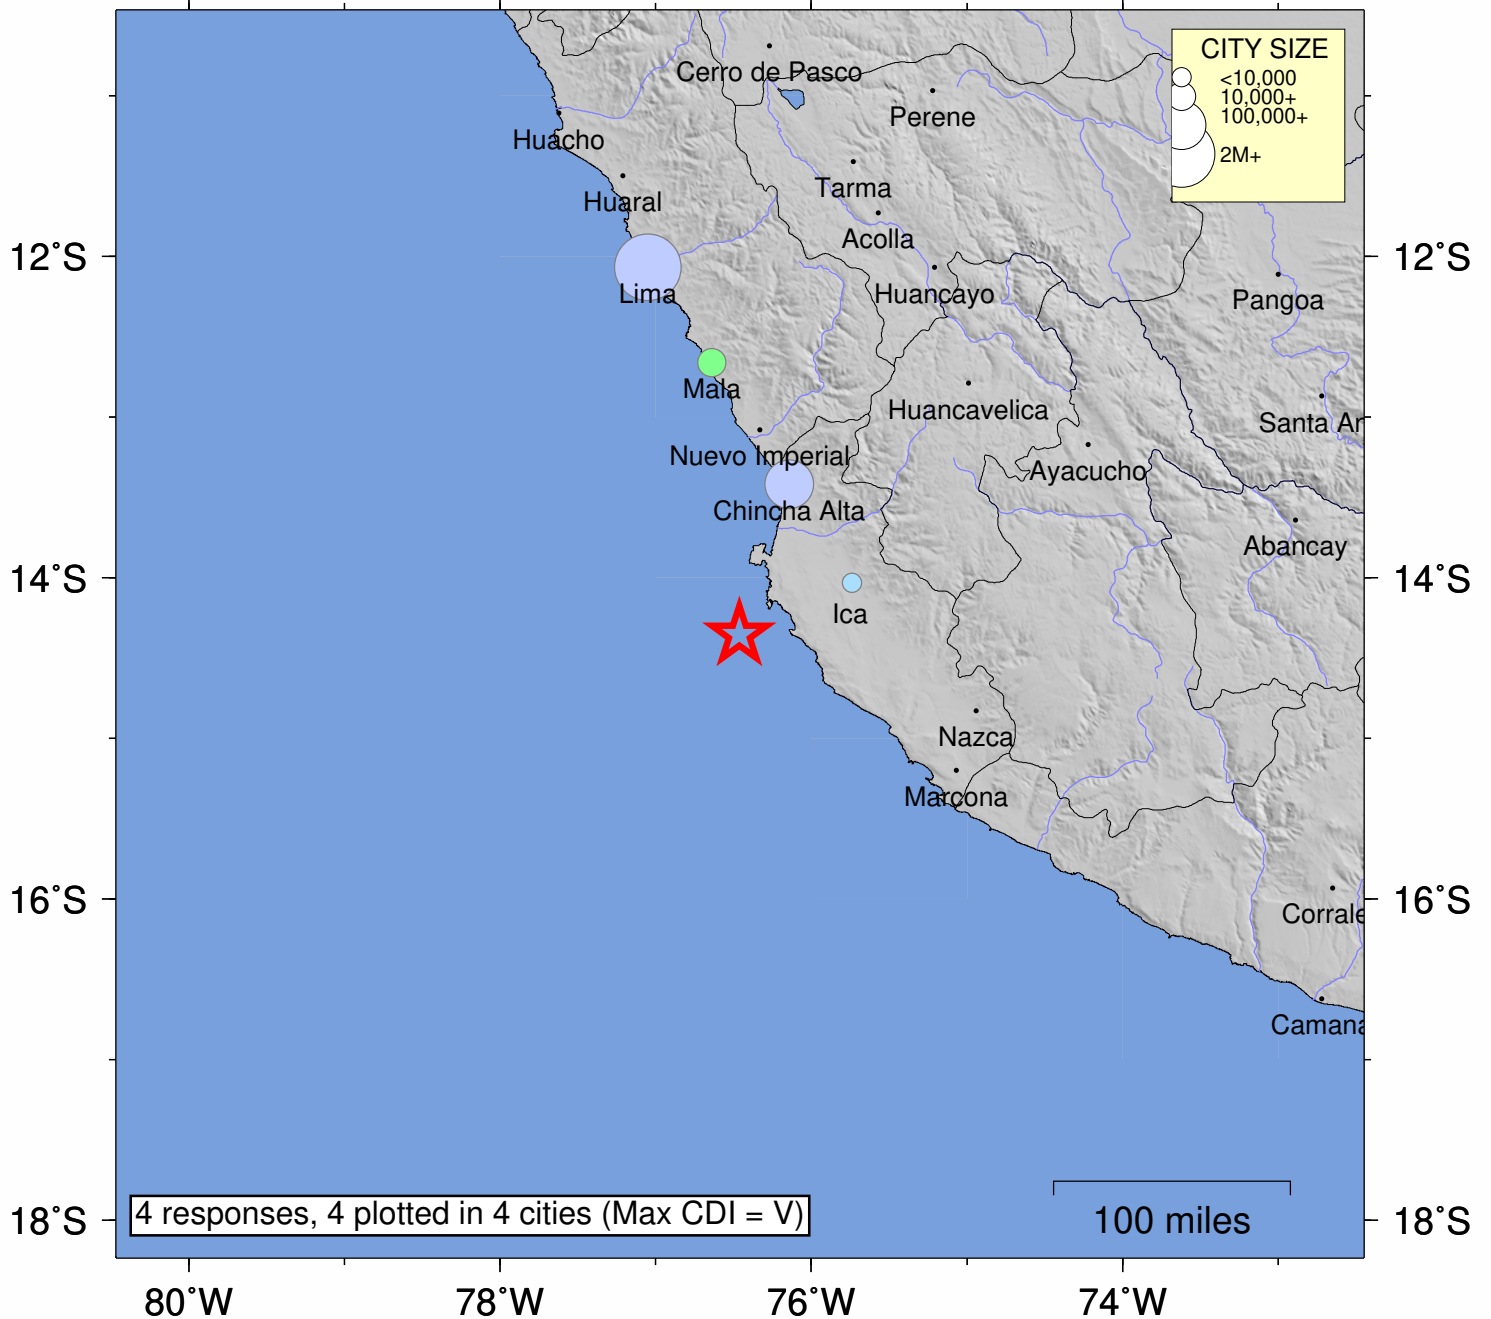 CITY SIZE
<10,000
10,000+
100,000+
2M+
Cerro de Pasco
Perene
Huacho
Tarma
Huaral
Acolla
12˚S
12˚S
Lima
Huancayo
Pangoa
Mala
Huancavelica
Santa An
Nuevo Imperial
Ayacucho
Chincha Alta
Abancay
14˚S
14˚S
Ica
Nazca
Marcona
16˚S
16˚S
Corrale
Camana
4 responses, 4 plotted in 4 cities (Max CDI = V)
100 miles
18˚S
18˚S
80˚W
78˚W
76˚W
74˚W